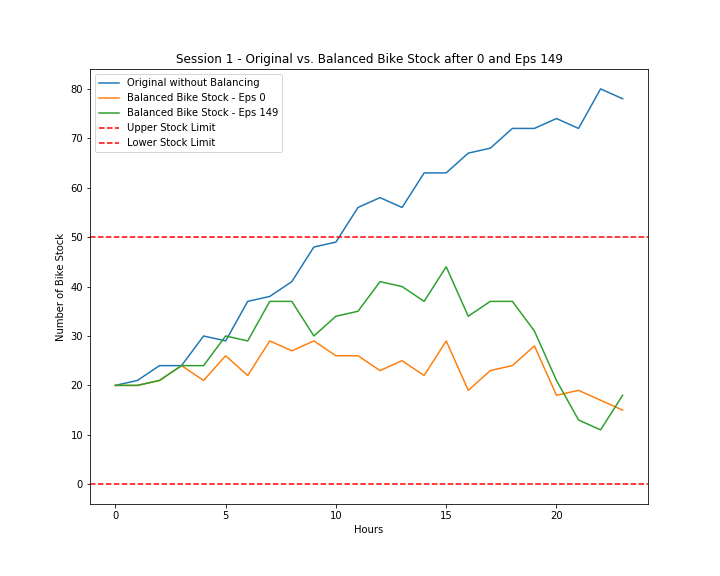 Session 1 - Original vs. Balanced Bike Stock after 0 and Eps 149
Original without Balancing
Balanced Bike Stock - Eps 0
Balanced Bike Stock - Eps 149
Upper Stock Limit
Lower Stock Limit
Number of Bike Stock
80
70
60
50
40
30
20
10
0
0 5 10 15 20
Hours